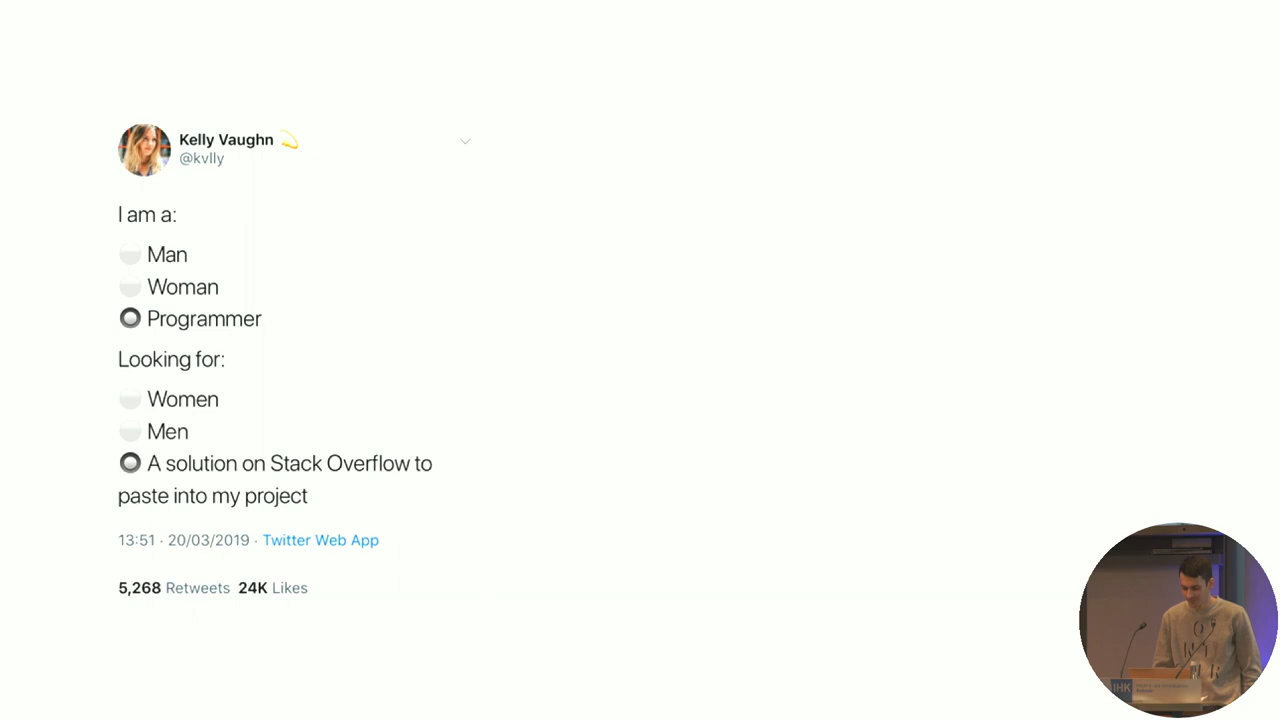 Kelly Vaughn 💫
@kvlly
I am a:
Man
Woman
Programmer
Looking for:
Women
Men
A solution on Stack Overflow to
paste into my project
13:51 · 20/03/2019 · Twitter Web App
5,268 Retweets 24K Likes
IHK